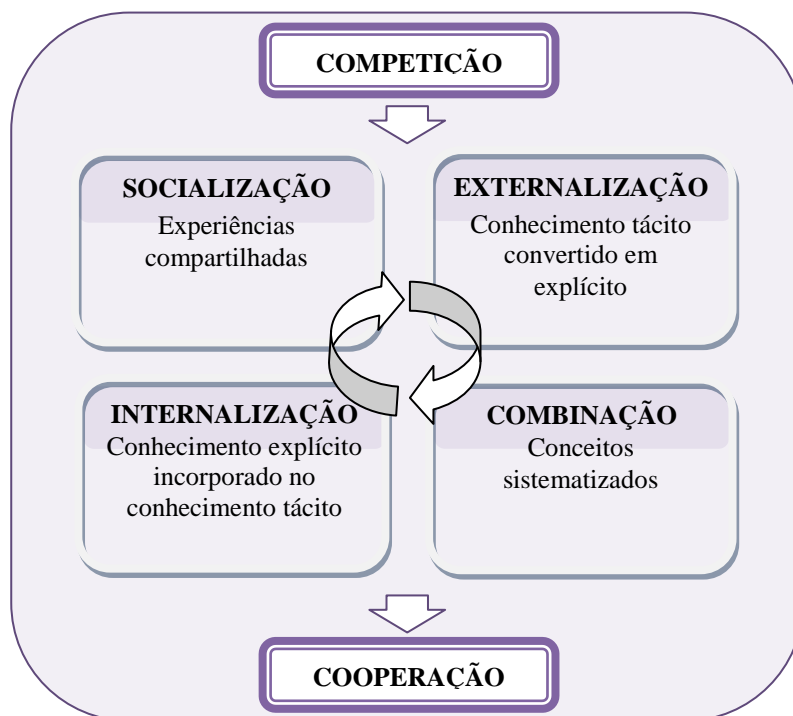 COMPETIÇÃO
SOCIALIZAÇÃO
Experiências
compartilhadas
EXTERNALIZAÇÃO
Conhecimento tácito
convertido em
explícito
INTERNALIZAÇÃO
Conhecimento explícito
incorporado no
conhecimento tácito
COMBINAÇÃO
Conceitos
sistematizados
COOPERAÇÃO